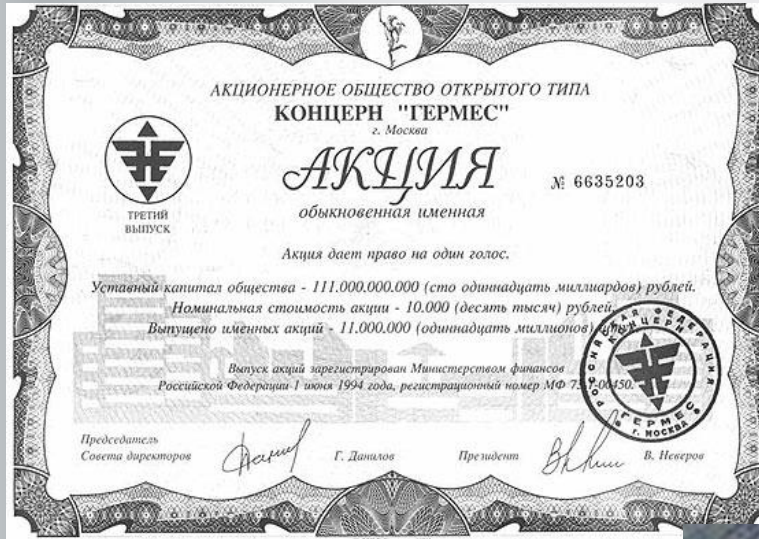 АКЦИОНЕРНОЕ ОБЩЕСТВО ОТКРЫТОГО ТИПА
КОНЦЕРН "ГЕРМЕС"
г. Москва
АКЦИЯ
№ 6635203
обыкновенная именная
ТРЕТИЙ
ВЫПУСК
Акция дает право на один голос.
Уставный капитал общества - 111.000.000.000 (сто одиннадцать миллиардов) рублей.
Номинальная стоимость акции - 10.000 (десять тысяч) рублей.
Выпущено именных акций - 11.000.000 (одиннадцать миллионов)
Выпуск акций зарегистрирован Министерством финансов
Российской Федерации 1 июня 1994 года, регистрационный номер МФ
РОССИЙСКАЯ ФЕДЕРАЦИЯ
КОНЦЕРН
ГЕРМЕС
г. МОСКВА
Председатель
Совета директоров Г. Данилов Президент В. Неверов